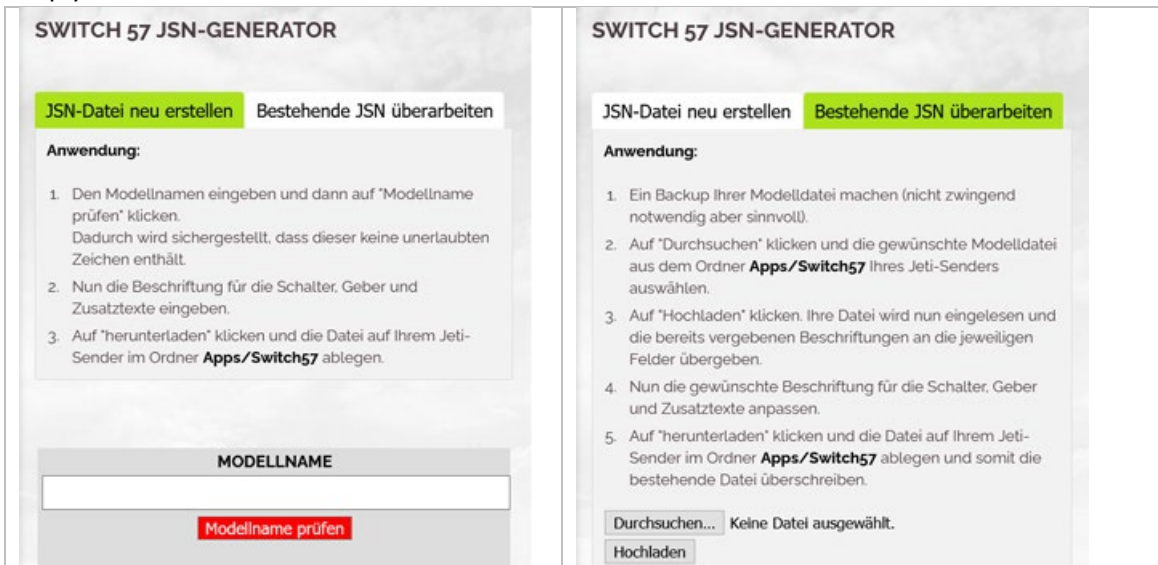 SWITCH 57 JSN-GENERATOR
JSN-Datei neu erstellen Bestehende JSN überarbeiten
Anwendung:
1. Den Modellnamen eingeben und dann auf "Modellname
prüfen" klicken.
Dadurch wird sichergestellt, dass dieser keine unerlaubten
Zeichen enthält.
2. Nun die Beschriftung für die Schalter, Geber und
Zusatztexte eingeben.
3. Auf "herunterladen" klicken und die Datei auf Ihrem Jeti-
Sender im Ordner Apps/Switch57 ablegen.
MODELLNAME
Modellname prüfen
SWITCH 57 JSN-GENERATOR
JSN-Datei neu erstellen Bestehende JSN überarbeiten
Anwendung:
1. Ein Backup Ihrer Modelldatei machen (nicht zwingend
notwendig aber sinnvoll).
2. Auf "Durchsuchen" klicken und die gewünschte Modelldatei
aus dem Ordner Apps/Switch57 Ihres Jeti-Senders
auswählen.
3. Auf "Hochladen" klicken. Ihre Datei wird nun eingelesen und
die bereits vergebenen Beschriftungen an die jeweiligen
Felder übergeben.
4. Nun die gewünschte Beschriftung für die Schalter, Geber
und Zusatztexte anpassen.
5. Auf "herunterladen" klicken und die Datei auf Ihrem Jeti-
Sender im Ordner Apps/Switch57 ablegen und somit die
bestehende Datei überschreiben.
Durchsuchen... Keine Datei ausgewählt.
Hochladen